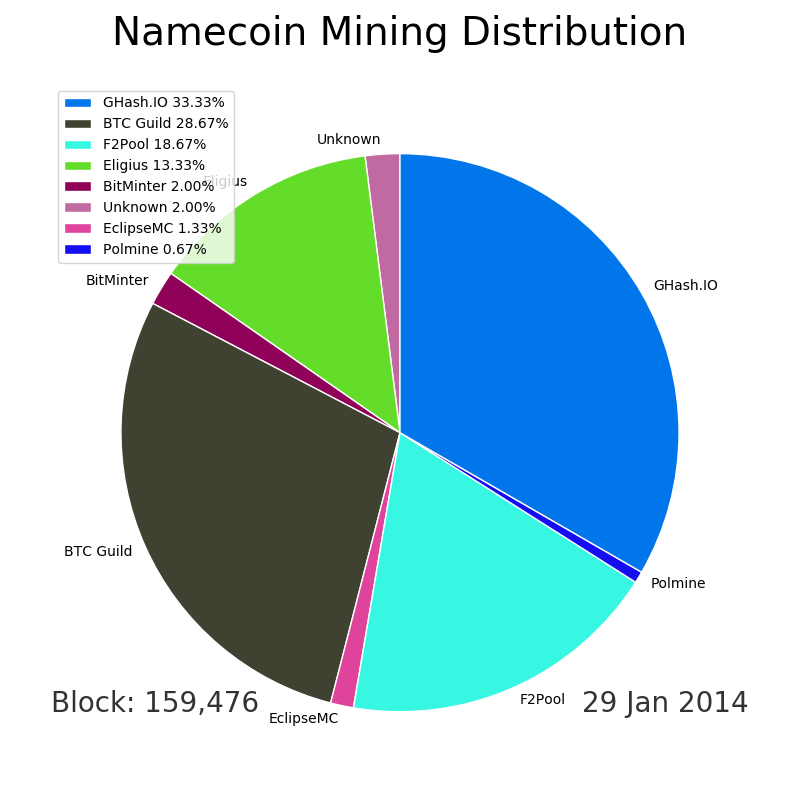 Namecoin Mining Distribution
GHash.IO 33.33%
BTC Guild 28.67%
F2Pool 18.67%
Eligius 13.33%
BitMinter 2.00%
Unknown 2.00%
EclipseMC 1.33%
Polmine 0.67%
Unknown
Eligius
GHash.IO
BitMinter
BTC Guild
Polmine
F2Pool
EclipseMC
Block: 159,476
29 Jan 2014